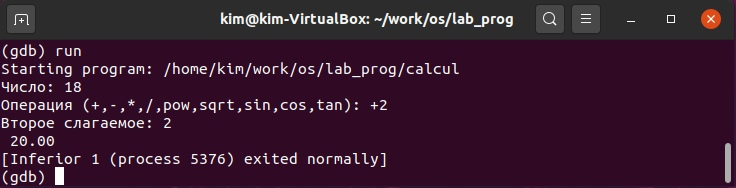 kim@kim-VirtualBox: ~/work/os/lab_prog
(gdb) run
Starting program: /home/kim/work/os/lab_prog/calcul
Число: 18
Операция (+,-,*,/,pow,sqrt,sin,cos,tan): +2
Второе слагаемое: 2
20.00
[Inferior 1 (process 5376) exited normally]
(gdb)